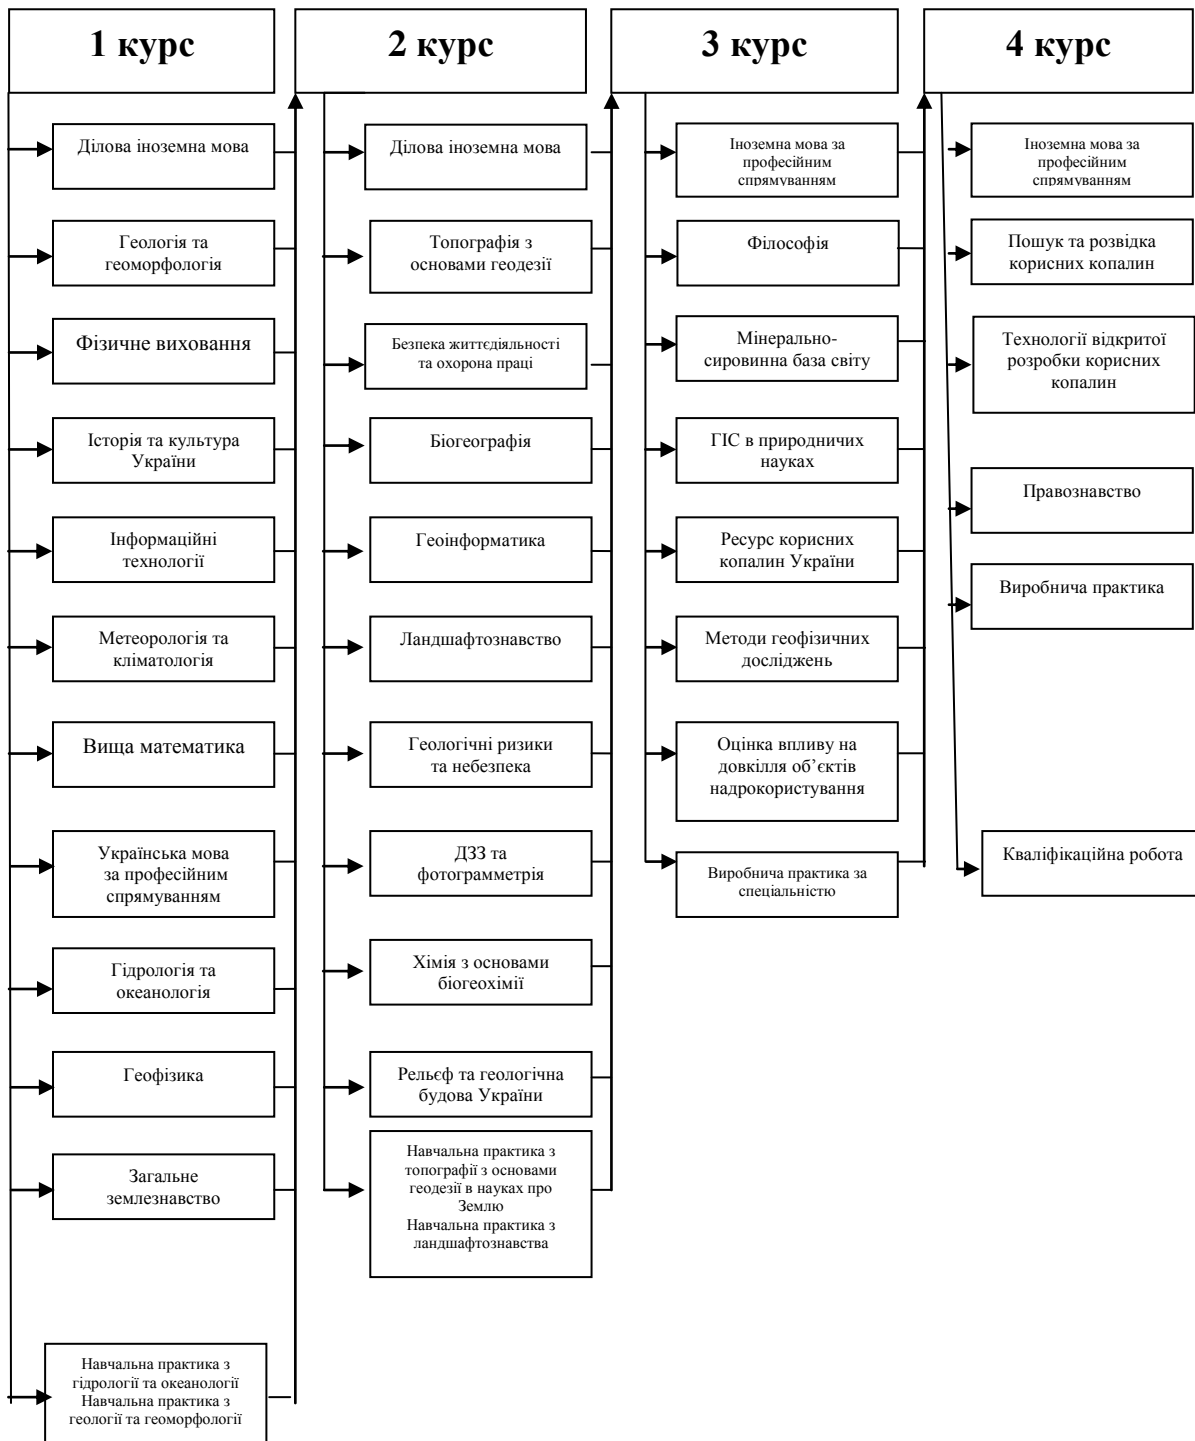 1 курс
Ділова іноземна мова
Геологія та
геоморфологія
Фізичне виховання
Історія та культура
України
Інформаційні
технології
Метеорологія та
кліматологія
Вища математика
Українська мова
за професійним
спрямуванням
Гідрологія та
океанологія
Геофізика
Загальне
землезнавство
Навчальна практика з
гідрології та океанології
Навчальна практика з
геології та геоморфології
2 курс
Ділова іноземна мова
Топографія з
основами геодезії
Безпека життєдіяльності
та охорона праці
Біогеографія
Геоінформатика
Ландшафтознавство
Геологічні ризики
та небезпека
ДЗЗ та
фотограмметрія
Хімія з основами
біогеохімії
Рельєф та геологічна
будова України
Навчальна практика з
топографії з основами
геодезії в науках про
Землю
Навчальна практика з
ландшафтознавства
3 курс
Іноземна мова за
професійним
спрямуванням
Філософія
Мінерально-
сировинна база світу
ГІС в природничих
науках
Ресурс корисних
копалин України
Методи геофізичних
досліджень
Оцінка впливу на
довкілля об’єктів
надрокористування
Виробнича практика за
спеціальністю
4 курс
Іноземна мова за
професійним
спрямуванням
Пошук та розвідка
корисних копалин
Технології відкритої
розробки корисних
копалин
Правознавство
Виробнича практика
Кваліфікаційна робота